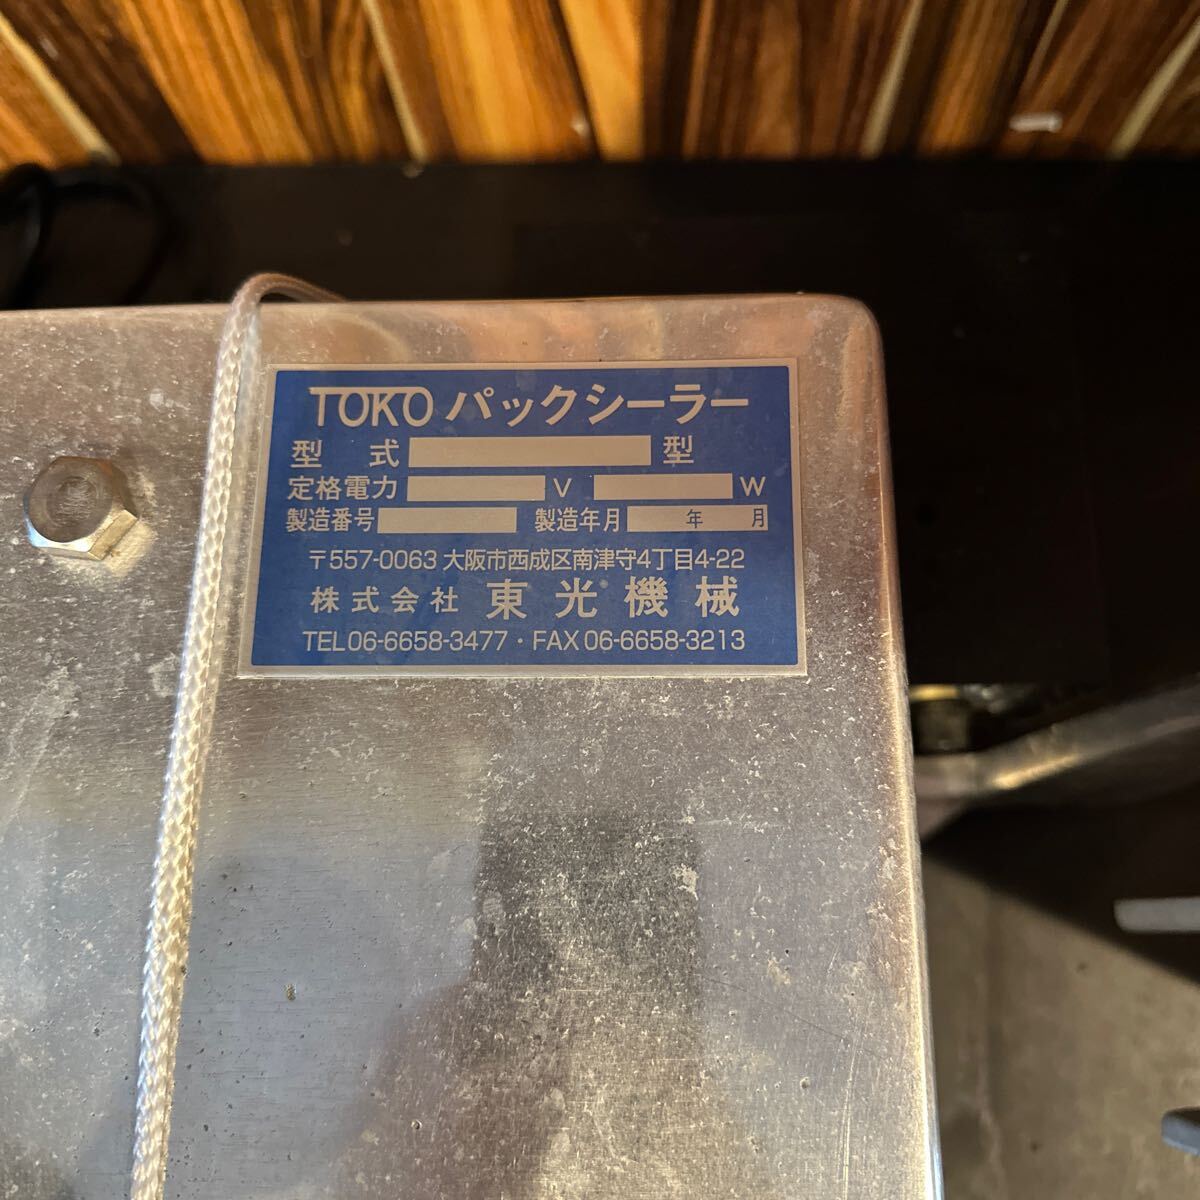 TOKO パックシーラー
型 式 型
定格電力 V W
製造番号 製造年月 年 月
〒557-0063 大阪市西成区南津守4丁目4-22
株式会社 東光機械
TEL06-6658-3477・FAX06-6658-3213